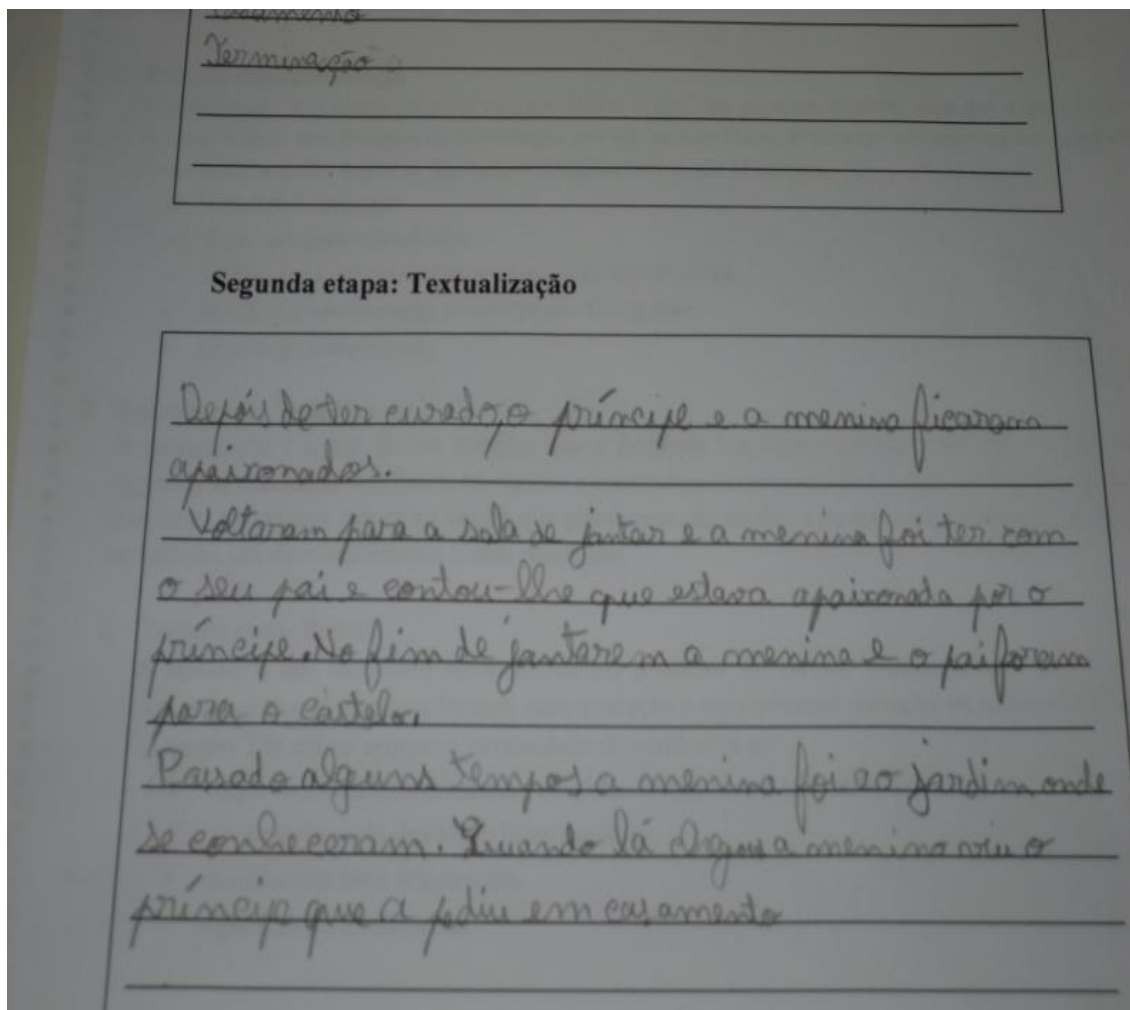 Terminação
Segunda etapa: Textualização
Depois de ter curado, o príncipe e a menina ficaram
apaixonados.
Voltaram para a sala de jantar e a menina foi ter com
o seu pai e contou-lhe que estava apaixonada por o
príncipe. No fim de jantarem a menina e o pai foram
para o castelo.
Passado alguns tempos a menina foi ao jardim onde
se conheceram. Quando lá chegou a menina viu o
príncip que a pediu em casamento